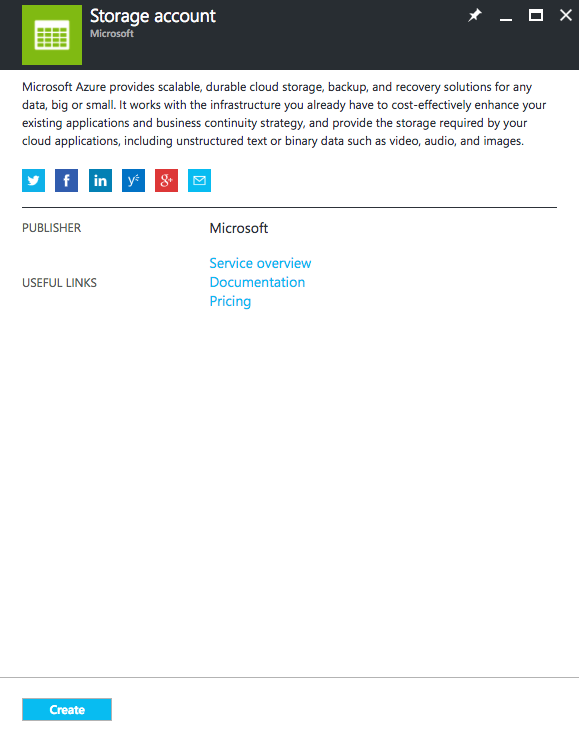 Storage account
Microsoft
Microsoft Azure provides scalable, durable cloud storage, backup, and recovery solutions for any
data, big or small. It works with the infrastructure you already have to cost-effectively enhance your
existing applications and business continuity strategy, and provide the storage required by your
cloud applications, including unstructured text or binary data such as video, audio, and images.
f in y 8+
PUBLISHER Microsoft
Service overview
USEFUL LINKS Documentation
Pricing
Create